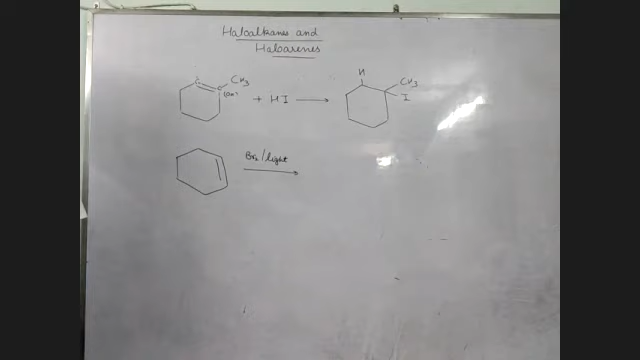 Haloalkanes and
Haloarenes
CH₃
+ HI
H
CH₃
I
Br₂/light